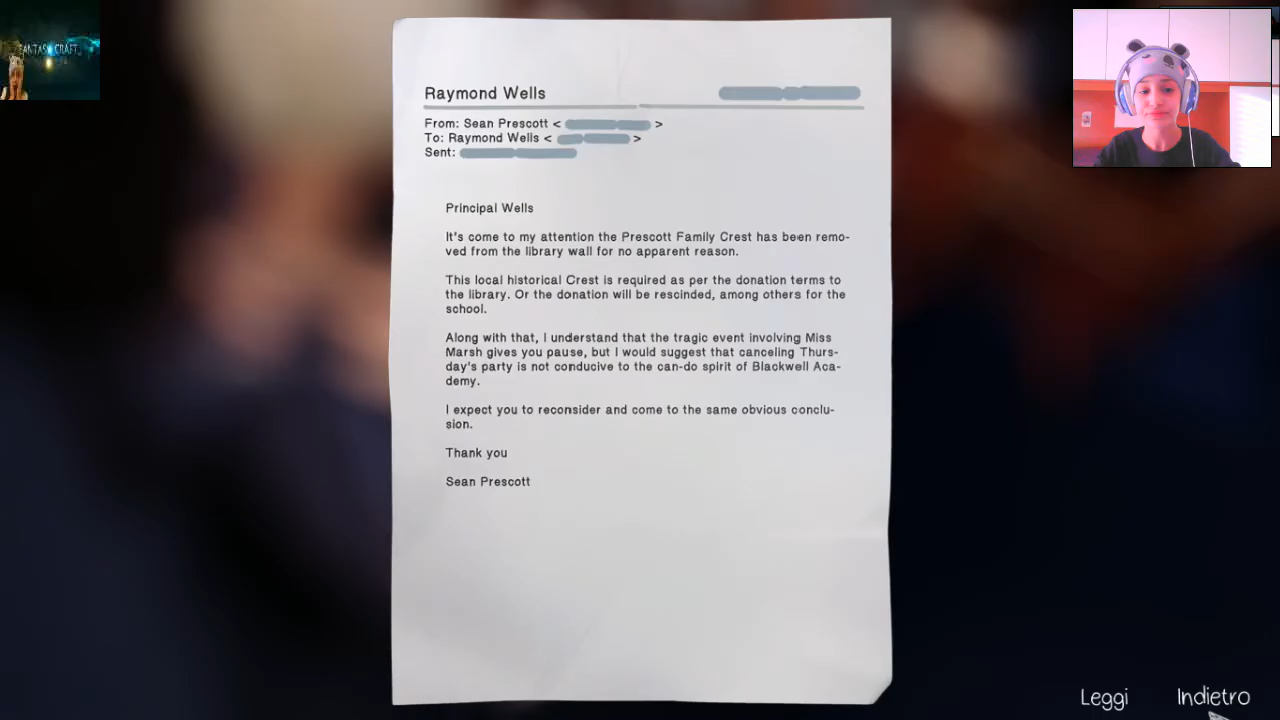 FANTASY CRAFT
Raymond Wells
From: Sean Prescott < >
To: Raymond Wells < >
Sent:
Principal Wells
It's come to my attention the Prescott Family Crest has been remo-
ved from the library wall for no apparent reason.
This local historical Crest is required as per the donation terms to
the library. Or the donation will be rescinded, among others for the
school.
Along with that, I understand that the tragic event involving Miss
Marsh gives you pause, but I would suggest that canceling Thurs-
day's party is not conducive to the can-do spirit of Blackwell Aca-
demy.
I expect you to reconsider and come to the same obvious conclu-
sion.
Thank you
Sean Prescott
Leggi
Indietro